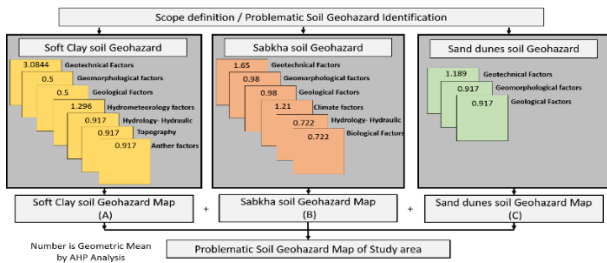 Scope definition / Problematic Soil Geohazard Identification
Soft Clay soil Geohazard
3.0844 Geotechnical Factors
0.5 Geomorphological factors
0.5 Geological Factors
1.296 Hydrometeorology factors
0.917 Hydrology- Hydraulic
0.917 Topography
0.917 Anther factors
Sabkha soil Geohazard
1.65 Geotechnical Factors
0.98 Geomorphological factors
0.98 Geological Factors
1.21 Climate factors
0.722 Hydrology- Hydraulic
0.722 Biological Factors
Sand dunes soil Geohazard
1.189 Geotechnical Factors
0.917 Geomorphological factors
0.917 Geological Factors
Soft Clay soil Geohazard Map
(A)
+
Sabkha soil Geohazard Map
(B)
+
Sand dunes soil Geohazard Map
(C)
Number is Geometric Mean
by AHP Analysis
Problematic Soil Geohazard Map of Study area